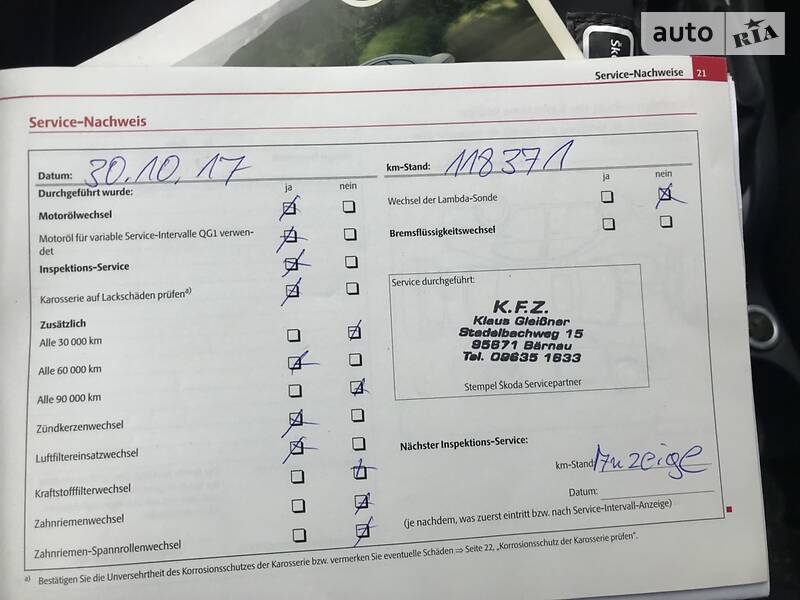 auto RIA
Šk
Service-Nachweise 21
Service-Nachweis
Datum: 30.10.17
km-Stand: 118371
Durchgeführt wurde:
ja nein
Motorölwechsel
Motoröl für variable Service-Intervalle QG1 verwen-
det
Inspektions-Service
Karosserie auf Lackschäden prüfen a)
Zusätzlich
Alle 30 000 km
Alle 60 000 km
Alle 90 000 km
Zündkerzenwechsel
Luftfiltereinsatzwechsel
Kraftstofffilterwechsel
Zahnriemenwechsel
Zahnriemen-Spannrollenwechsel
ja nein
Wechsel der Lambda-Sonde
Bremsflüssigkeitswechsel
Service durchgeführt:
K.F.Z.
Klaus Gleißner
Stadelbachweg 15
95671 Bärnau
Tel. 09635 1833
Stempel Škoda Servicepartner
Nächster Inspektions-Service:
km-Stand Anzeige
Datum:
(je nachdem, was zuerst eintritt bzw. nach Service-Intervall-Anzeige)
a) Bestätigen Sie die Unversehrtheit des Korrosionsschutzes der Karosserie bzw. vermerken Sie eventuelle Schäden ⇒ Seite 22, „Korrosionsschutz der Karosserie prüfen“.